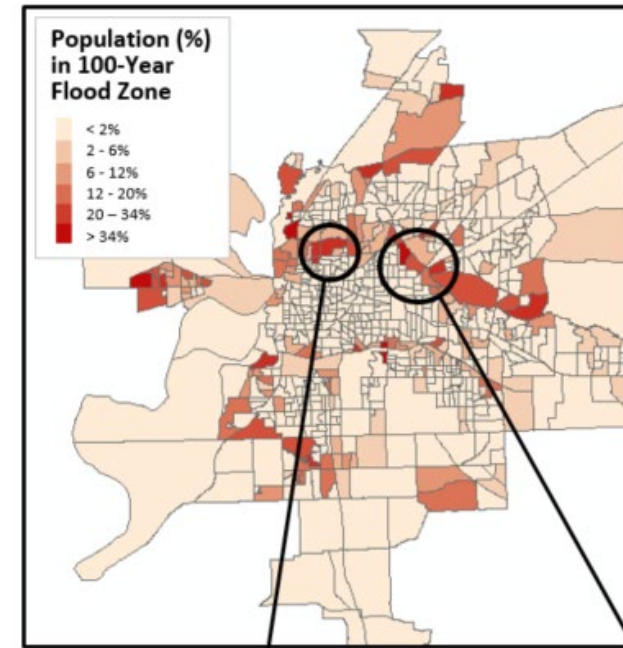 Population (%)
in 100-Year
Flood Zone
< 2%
2 - 6%
6 - 12%
12 - 20%
20 – 34%
> 34%